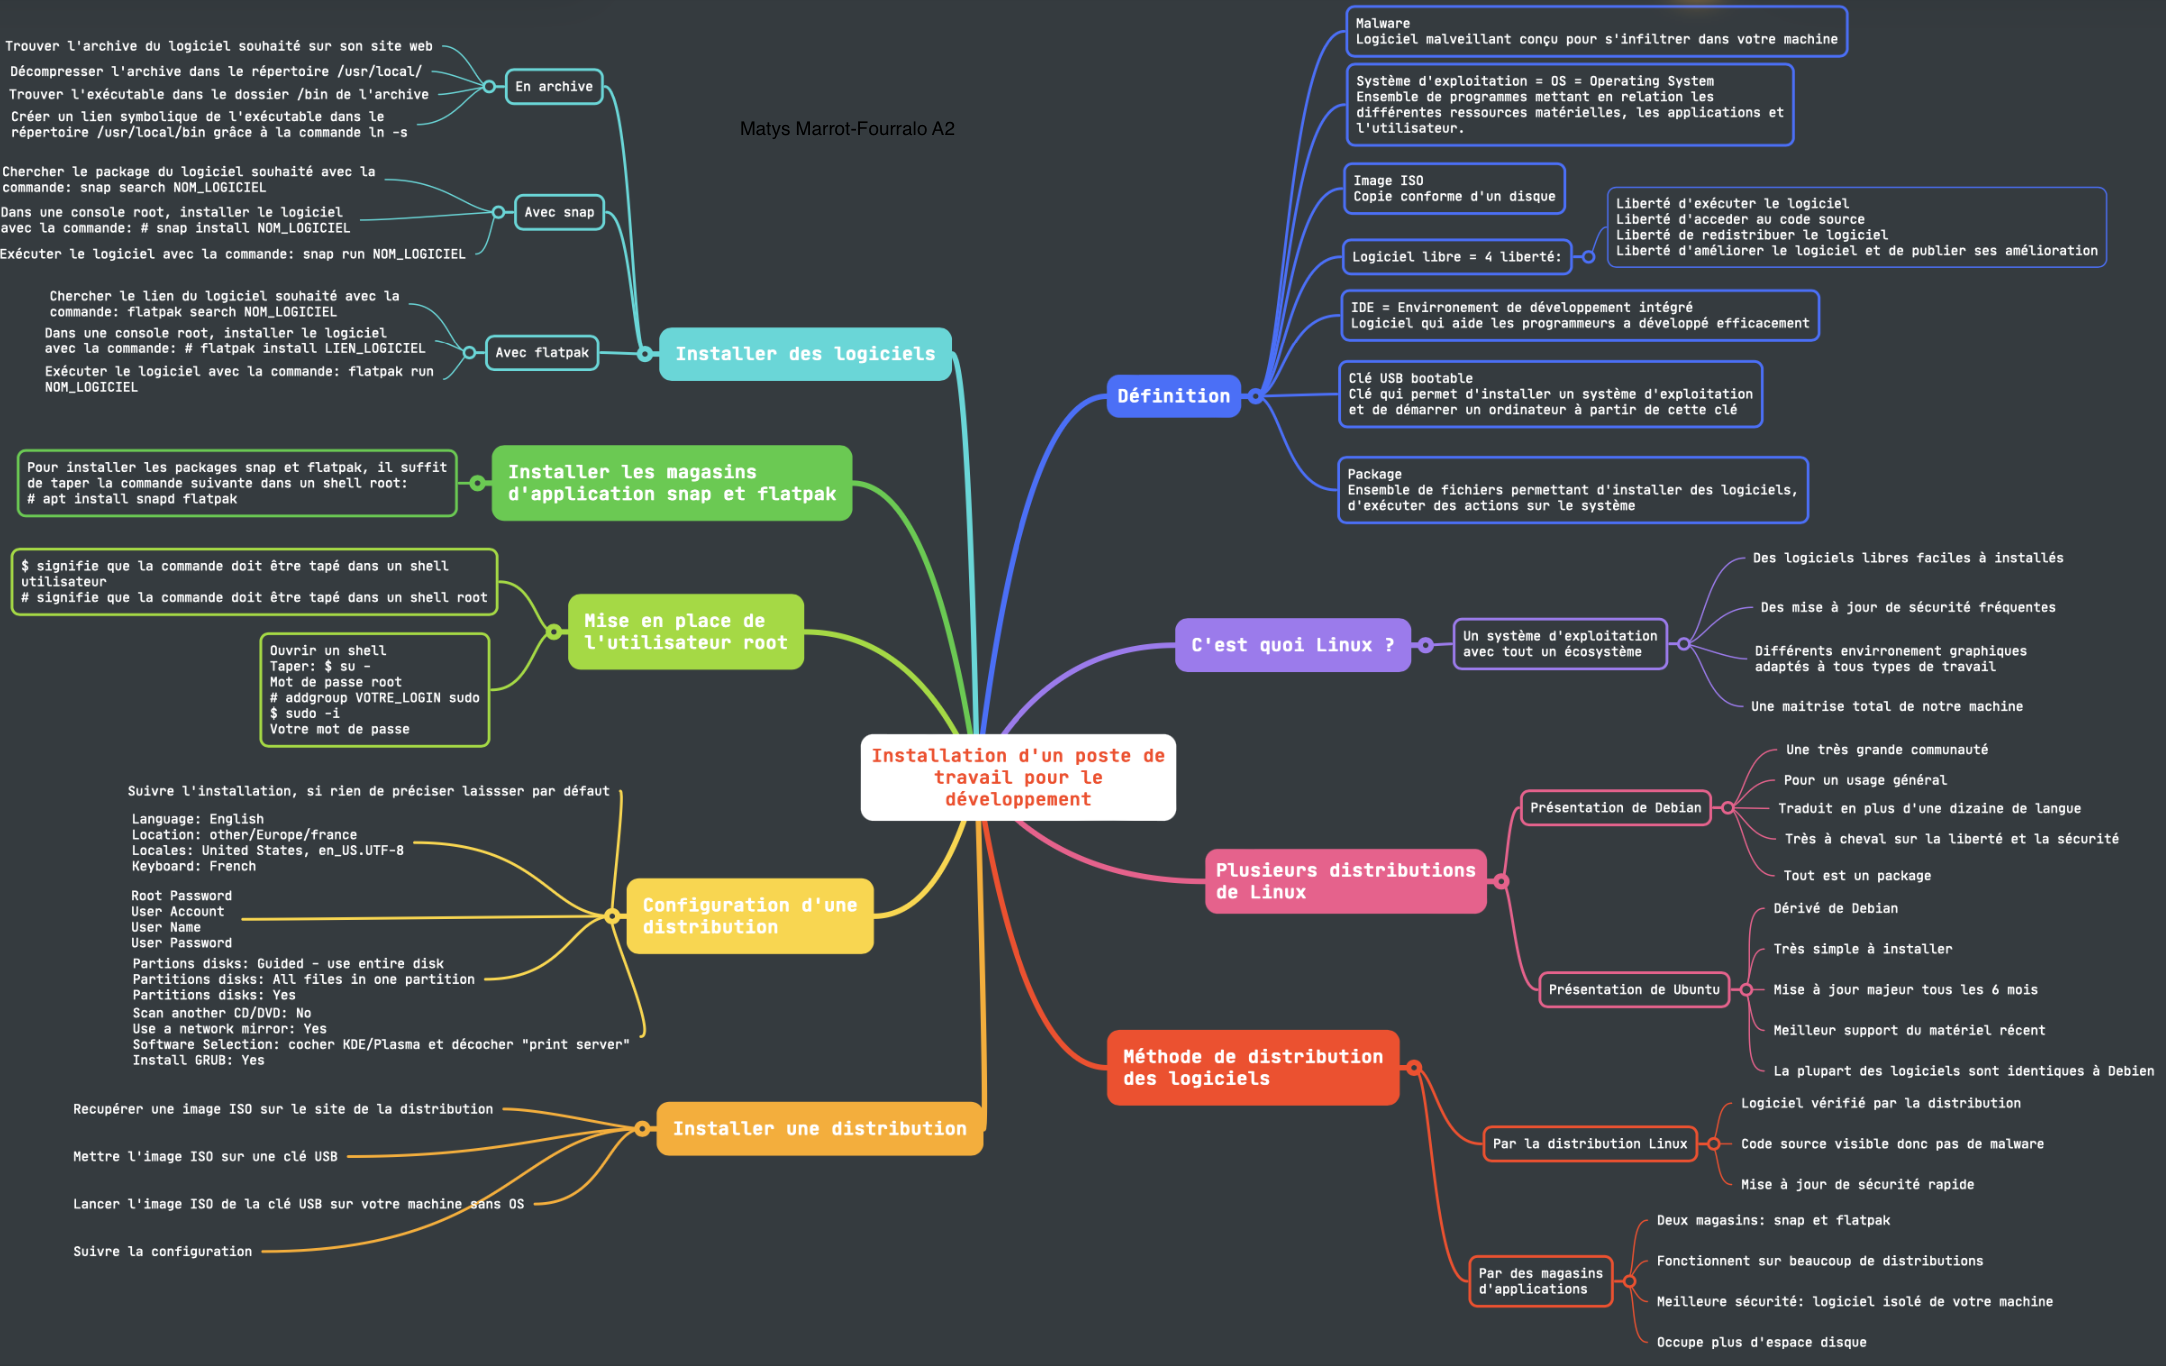 Matys Marrot-Fourralo A2
Installation d'un poste de
travail pour le
développement
Définition
Malware
Logiciel malveillant conçu pour s'infiltrer dans votre machine
Système d'exploitation = OS = Operating System
Ensemble de programmes mettant en relation les
différentes ressources matérielles, les applications et
l'utilisateur.
Image ISO
Copie conforme d'un disque
Logiciel libre = 4 liberté:
Liberté d'exécuter le logiciel
Liberté d'acceder au code source
Liberté de redistribuer le logiciel
Liberté d'améliorer le logiciel et de publier ses amélioration
IDE = Envirronement de développement intégré
Logiciel qui aide les programmeurs a développé efficacement
Clé USB bootable
Clé qui permet d'installer un système d'exploitation
et de démarrer un ordinateur à partir de cette clé
Package
Ensemble de fichiers permettant d'installer des logiciels,
d'exécuter des actions sur le système
C'est quoi Linux ?
Un système d'exploitation
avec tout un écosystème
Des logiciels libres faciles à installés
Des mise à jour de sécurité fréquentes
Différents envirronement graphiques
adaptés à tous types de travail
Une maitrise total de notre machine
Plusieurs distributions
de Linux
Présentation de Debian
Une très grande communauté
Pour un usage général
Traduit en plus d'une dizaine de langue
Très à cheval sur la liberté et la sécurité
Tout est un package
Présentation de Ubuntu
Dérivé de Debian
Très simple à installer
Mise à jour majeur tous les 6 mois
Meilleur support du matériel récent
La plupart des logiciels sont identiques à Debien
Méthode de distribution
des logiciels
Par la distribution Linux
Logiciel vérifié par la distribution
Code source visible donc pas de malware
Mise à jour de sécurité rapide
Par des magasins
d'applications
Deux magasins: snap et flatpak
Fonctionnent sur beaucoup de distributions
Meilleure sécurité: logiciel isolé de votre machine
Occupe plus d'espace disque
Installer des logiciels
En archive
Trouver l'archive du logiciel souhaité sur son site web
Décompresser l'archive dans le répertoire /usr/local/
Trouver l'exécutable dans le dossier /bin de l'archive
Créer un lien symbolique de l'exécutable dans le
répertoire /usr/local/bin grâce à la commande ln -s
Avec snap
Chercher le package du logiciel souhaité avec la
commande: snap search NOM_LOGICIEL
Dans une console root, installer le logiciel
avec la commande: # snap install NOM_LOGICIEL
Exécuter le logiciel avec la commande: snap run NOM_LOGICIEL
Avec flatpak
Chercher le lien du logiciel souhaité avec la
commande: flatpak search NOM_LOGICIEL
Dans une console root, installer le logiciel
avec la commande: # flatpak install LIEN_LOGICIEL
Exécuter le logiciel avec la commande: flatpak run
NOM_LOGICIEL
Installer les magasins
d'application snap et flatpak
Pour installer les packages snap et flatpak, il suffit
de taper la commande suivante dans un shell root:
# apt install snapd flatpak
Mise en place de
l'utilisateur root
$ signifie que la commande doit être tapé dans un shell
utilisateur
# signifie que la commande doit être tapé dans un shell root
Ouvrir un shell
Taper: $ su -
Mot de passe root
# addgroup VOTRE_LOGIN sudo
$ sudo -i
Votre mot de passe
Configuration d'une
distribution
Suivre l'installation, si rien de préciser laissser par défaut
Language: English
Location: other/Europe/france
Locales: United States, en_US.UTF-8
Keyboard: French
Root Password
User Account
User Name
User Password
Partions disks: Guided - use entire disk
Partitions disks: All files in one partition
Partitions disks: Yes
Scan another CD/DVD: No
Use a network mirror: Yes
Software Selection: cocher KDE/Plasma et décocher "print server"
Install GRUB: Yes
Installer une distribution
Recupérer une image ISO sur le site de la distribution
Mettre l'image ISO sur une clé USB
Lancer l'image ISO de la clé USB sur votre machine sans OS
Suivre la configuration